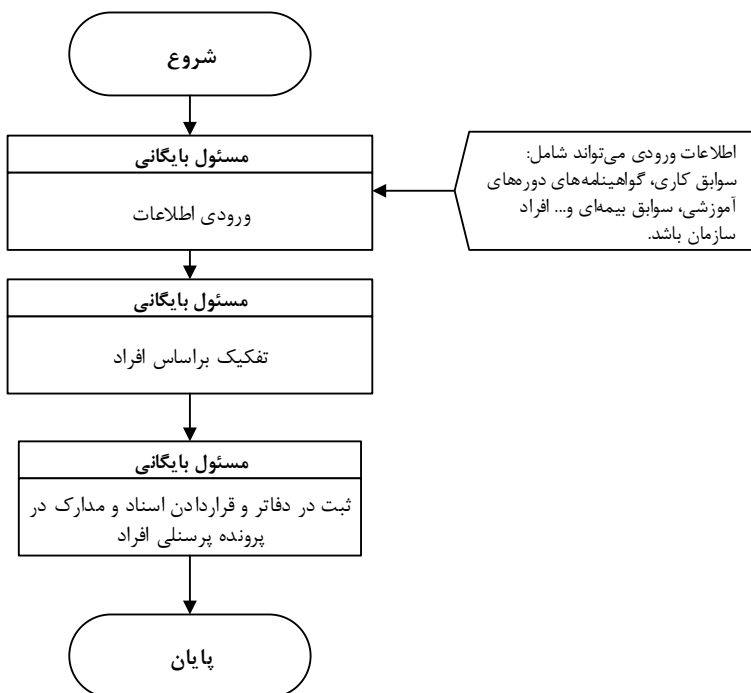 شروع
مسئول بایگانی
ورودی اطلاعات
اطلاعات ورودی می‌تواند شامل:
سوابق کاری، گواهینامه‌های دوره‌های
آموزشی، سوابق بیمه‌ای و... افراد
سازمان باشد.
مسئول بایگانی
تفکیک براساس افراد
مسئول بایگانی
ثبت در دفاتر و قراردادن اسناد و مدارک در
پرونده پرسنلی افراد
پایان